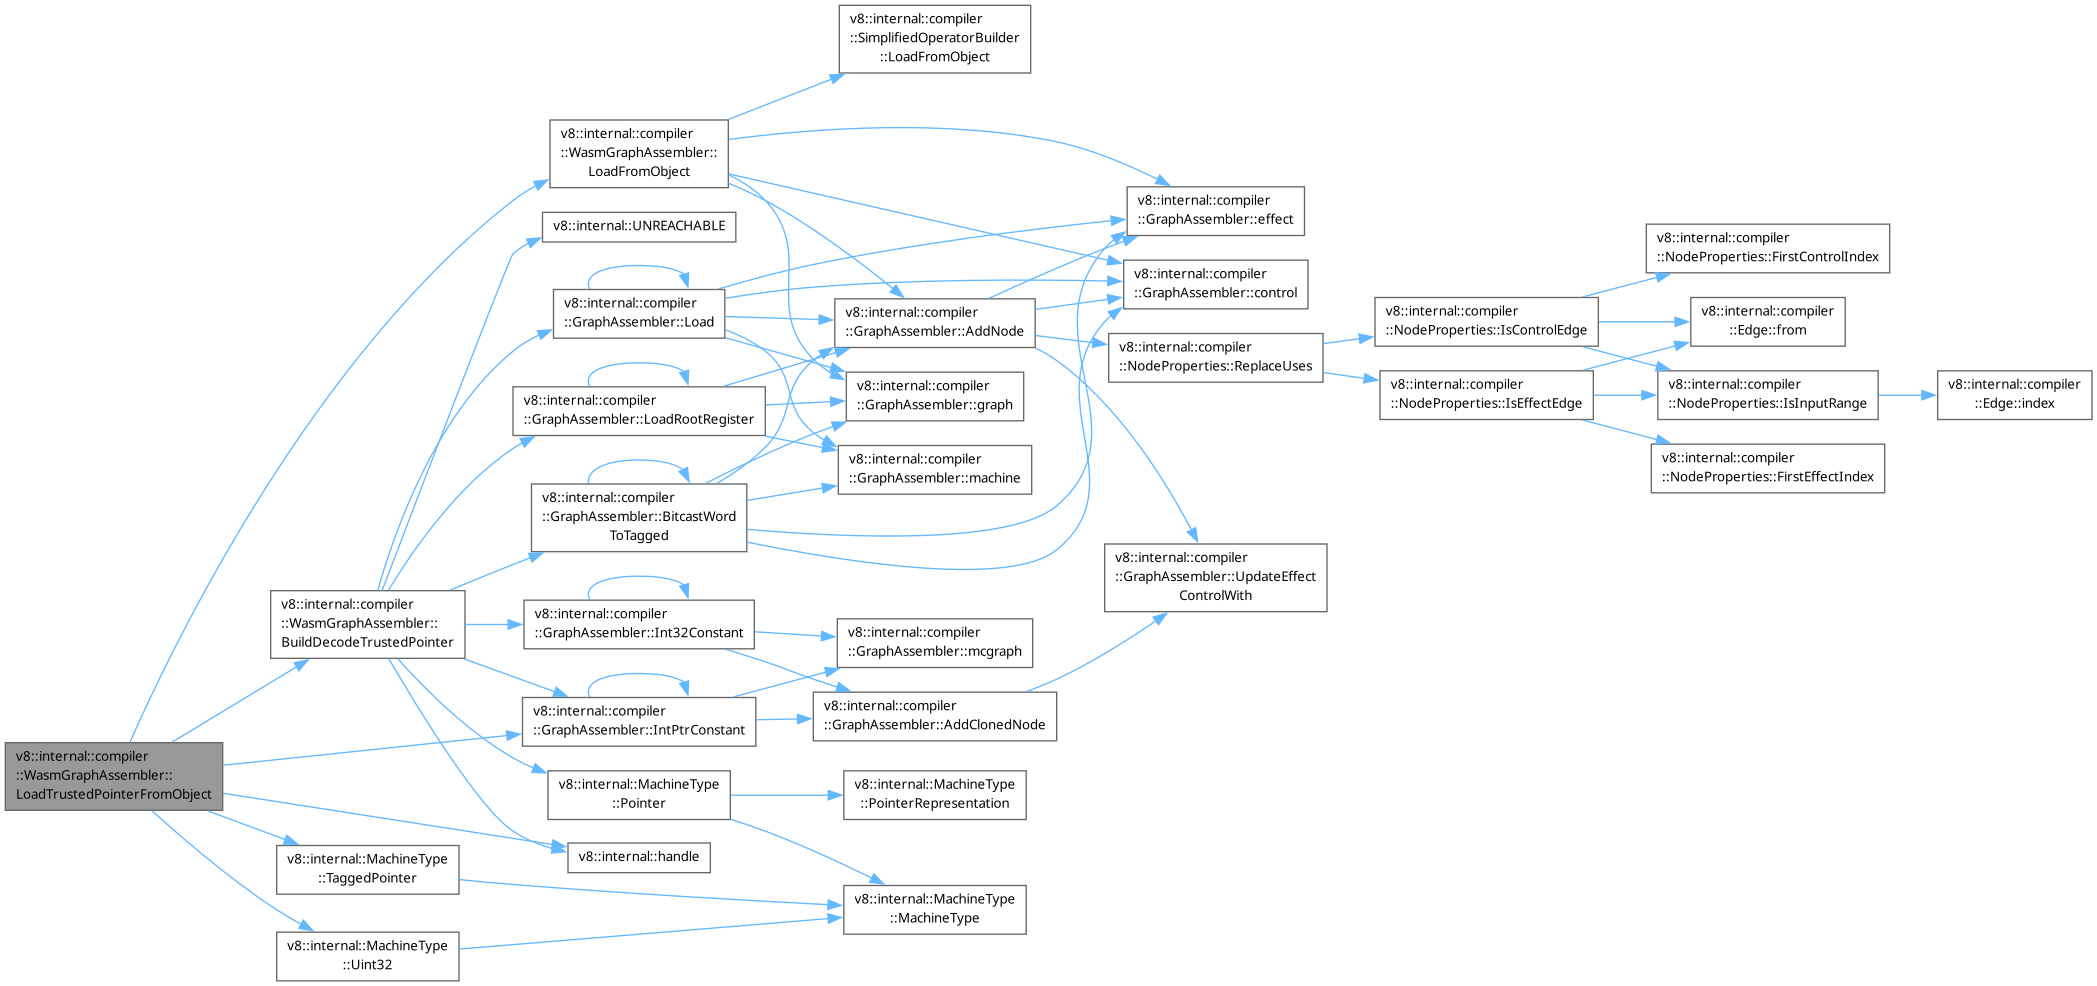 v8::internal::compiler
::SimplifiedOperatorBuilder
::LoadFromObject
v8::internal::compiler
::WasmGraphAssembler::
LoadFromObject
v8::internal::compiler
::GraphAssembler::effect
v8::internal::UNREACHABLE
v8::internal::compiler
::NodeProperties::FirstControlIndex
v8::internal::compiler
::GraphAssembler::control
v8::internal::compiler
::GraphAssembler::Load
v8::internal::compiler
::GraphAssembler::AddNode
v8::internal::compiler
::NodeProperties::IsControlEdge
v8::internal::compiler
::Edge::from
v8::internal::compiler
::NodeProperties::ReplaceUses
v8::internal::compiler
::GraphAssembler::graph
v8::internal::compiler
::NodeProperties::IsEffectEdge
v8::internal::compiler
::NodeProperties::IsInputRange
v8::internal::compiler
::Edge::index
v8::internal::compiler
::GraphAssembler::LoadRootRegister
v8::internal::compiler
::GraphAssembler::machine
v8::internal::compiler
::NodeProperties::FirstEffectIndex
v8::internal::compiler
::GraphAssembler::BitcastWord
ToTagged
v8::internal::compiler
::GraphAssembler::UpdateEffect
ControlWith
v8::internal::compiler
::WasmGraphAssembler::
BuildDecodeTrustedPointer
v8::internal::compiler
::GraphAssembler::Int32Constant
v8::internal::compiler
::GraphAssembler::mcgraph
v8::internal::compiler
::GraphAssembler::IntPtrConstant
v8::internal::compiler
::GraphAssembler::AddClonedNode
v8::internal::compiler
::WasmGraphAssembler::
LoadTrustedPointerFromObject
v8::internal::MachineType
::Pointer
v8::internal::MachineType
::PointerRepresentation
v8::internal::handle
v8::internal::MachineType
::TaggedPointer
v8::internal::MachineType
::MachineType
v8::internal::MachineType
::Uint32